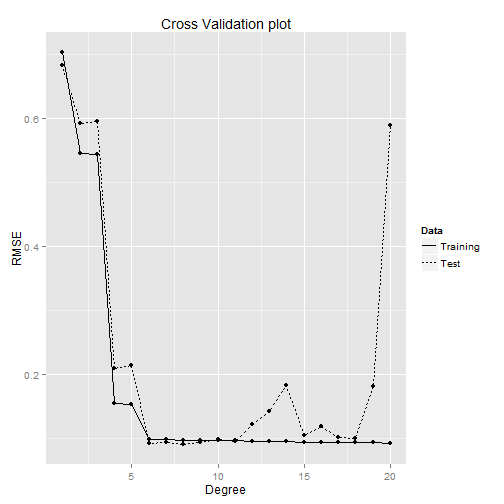 Cross Validation plot
0.6
0.4
0.2
RMSE
5
10
15
20
Degree
Data
Training
Test